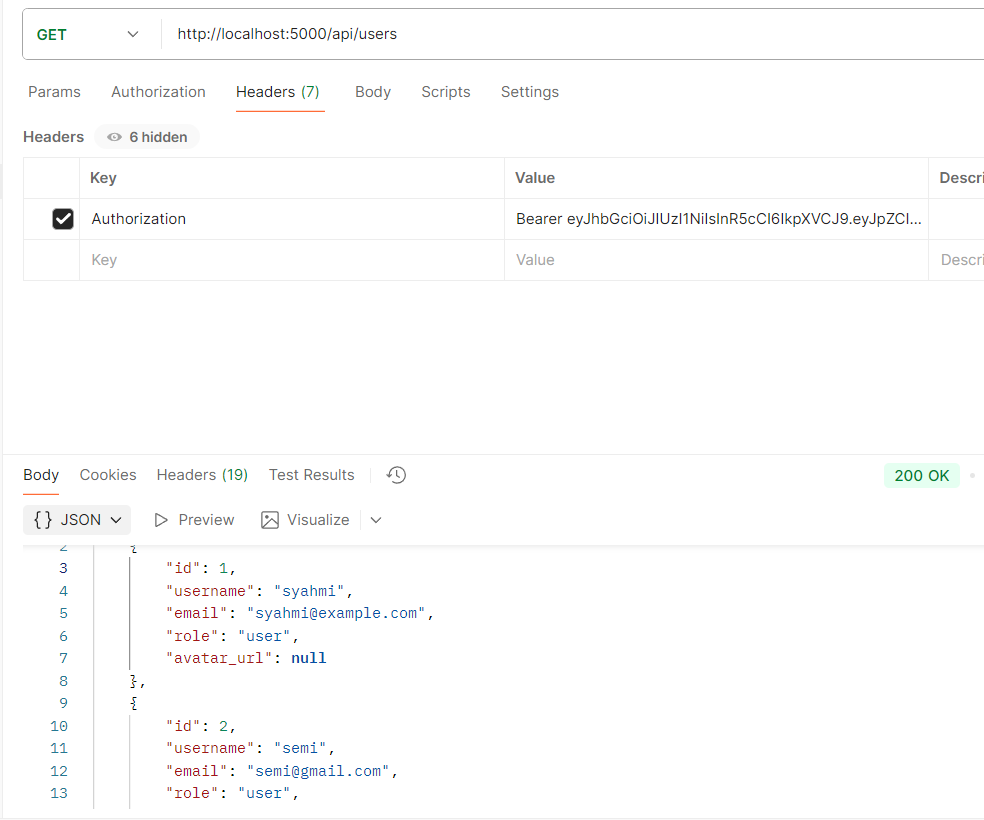 GET http://localhost:5000/api/users
Params Authorization Headers (7) Body Scripts Settings
Headers 6 hidden
Key Value Descri
Authorization Bearer eyJhbGciOiJIUzI1NiIsInR5cCI6IkpXVCJ9.eyJpZCI...
Key Value Descri
Body Cookies Headers (19) Test Results 200 OK
{} JSON Preview Visualize
2 {
3 "id": 1,
4 "username": "syahmi",
5 "email": "syahmi@example.com",
6 "role": "user",
7 "avatar_url": null
8 },
9 {
10 "id": 2,
11 "username": "semi",
12 "email": "semi@gmail.com",
13 "role": "user",